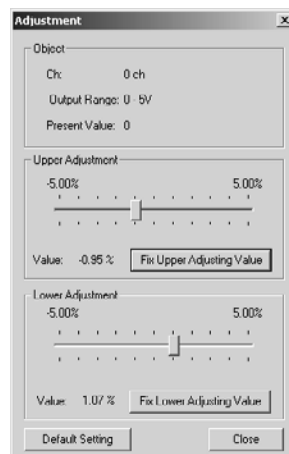 Adjustment
Object
Ch: 0 ch
Output Range: 0 - 5V
Present Value: 0
Upper Adjustment
-5.00% 5.00%
Value: -0.95 % Fix Upper Adjusting Value
Lower Adjustment
-5.00% 5.00%
Value: 1.07 % Fix Lower Adjusting Value
Default Setting Close